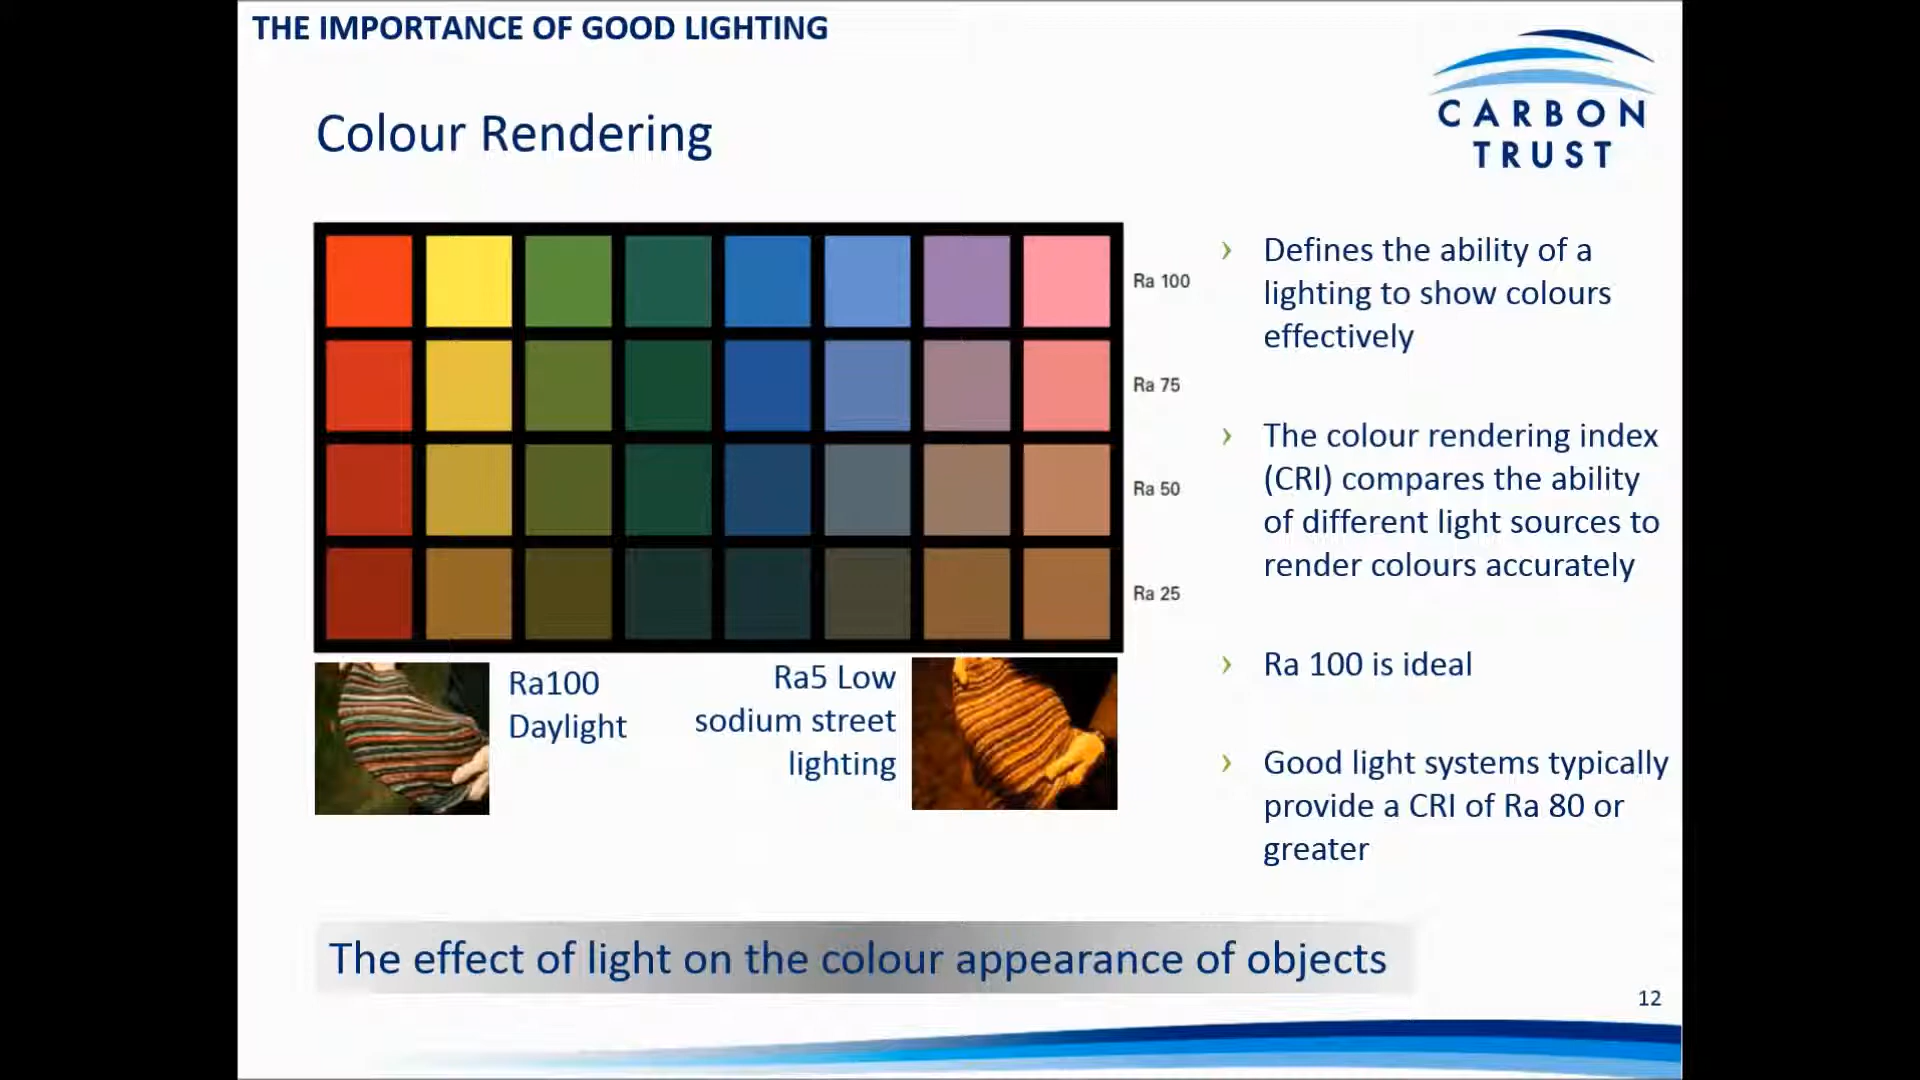 THE IMPORTANCE OF GOOD LIGHTING
CARBON
TRUST
Colour Rendering
Ra 100
Ra 75
Ra 50
Ra 25
Ra100
Daylight
Ra5 Low
sodium street
lighting
› Defines the ability of a
lighting to show colours
effectively
› The colour rendering index
(CRI) compares the ability
of different light sources to
render colours accurately
› Ra 100 is ideal
› Good light systems typically
provide a CRI of Ra 80 or
greater
The effect of light on the colour appearance of objects
12